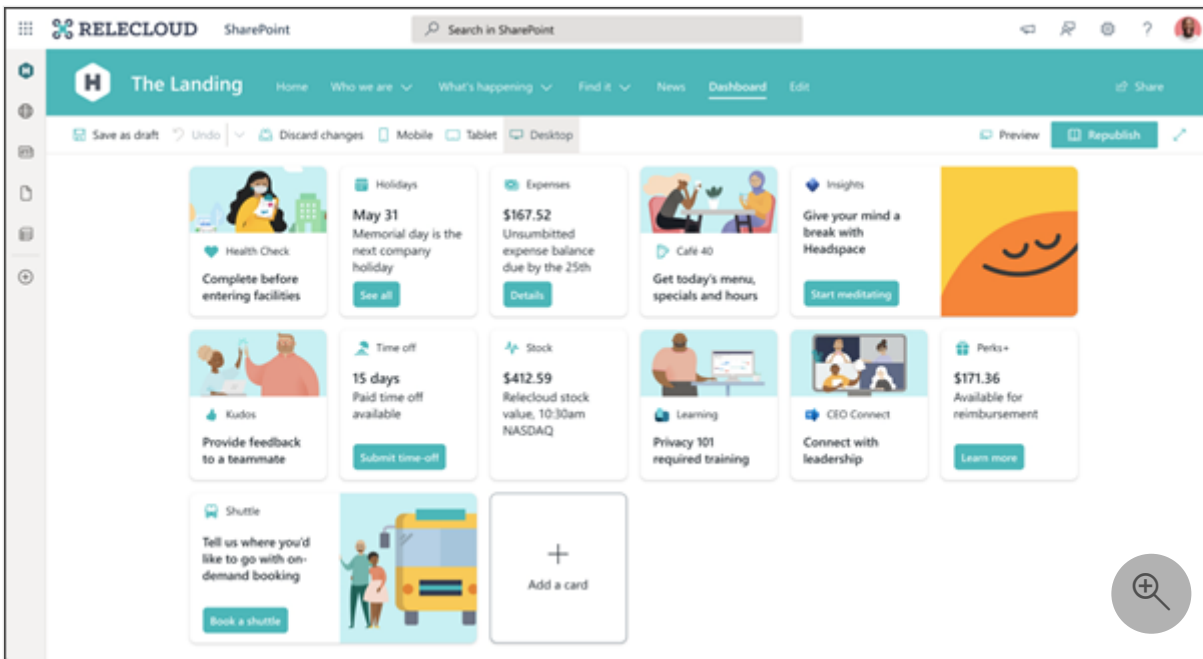 RELECLOUD SharePoint Search in SharePoint ?
H The Landing Home Who we are What's happening Find it News Dashboard Edit Share
Save as draft Undo Discard changes Mobile Tablet Desktop Preview Republish
Health Check
Complete before
entering facilities
Holidays
May 31
Memorial day is the
next company
holiday
See all
Expenses
$167.52
Unsumbitted
expense balance
due by the 25th
Details
Café 40
Get today's menu,
specials and hours
Insights
Give your mind a
break with
Headspace
Start meditating
Kudos
Provide feedback
to a teammate
Time off
15 days
Paid time off
available
Submit time-off
Stock
$412.59
Relecloud stock
value, 10:30am
NASDAQ
Learning
Privacy 101
required training
CEO Connect
Connect with
leadership
Perks+
$171.36
Available for
reimbursement
Learn more
Shuttle
Tell us where you'd
like to go with on-
demand booking
Book a shuttle
Add a card